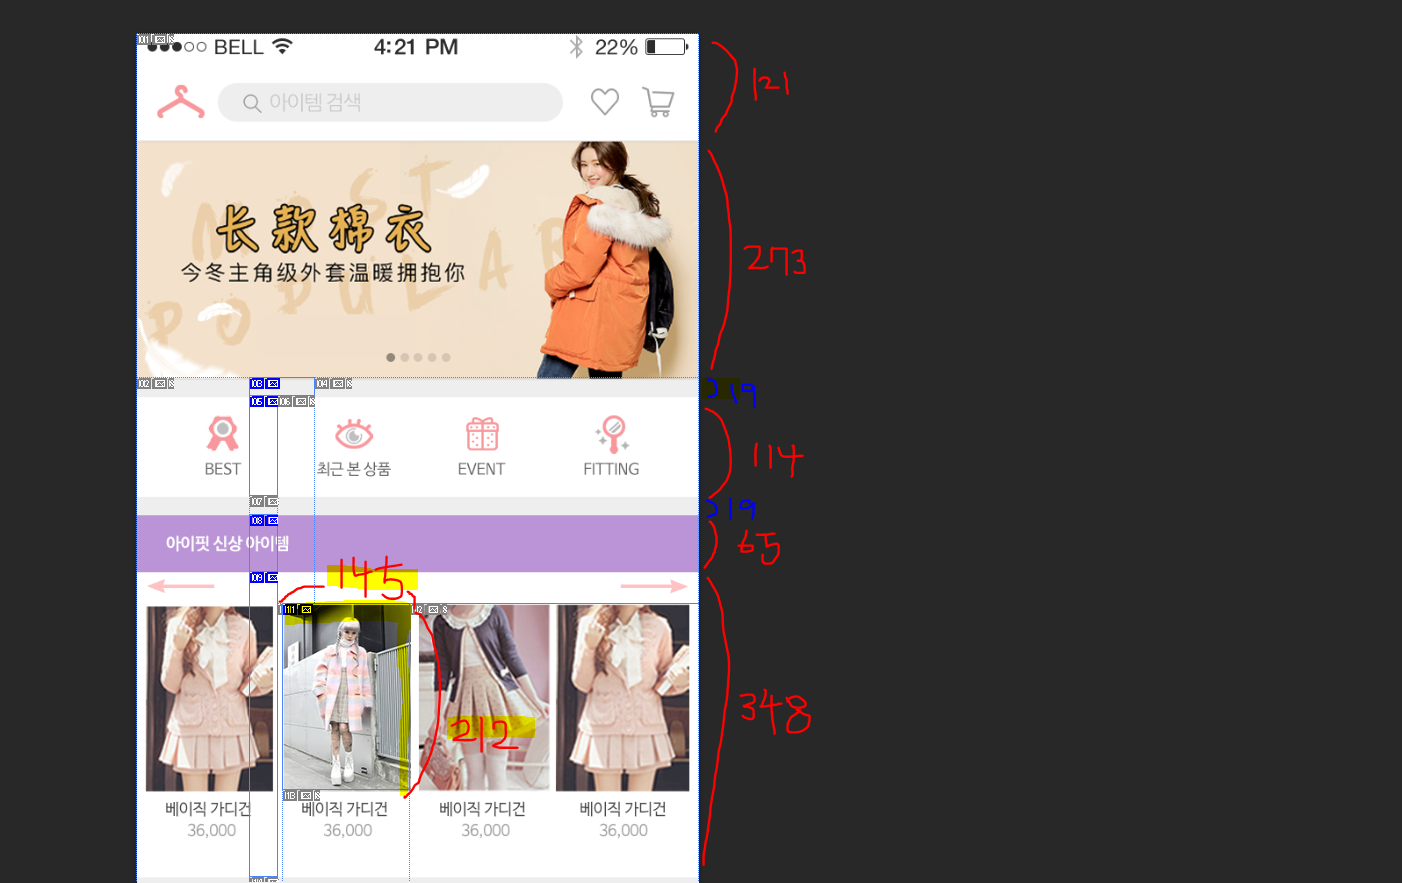 BELL 4:21 PM 22%
121
아이템 검색
MOST
POPULAR
长款棉衣
今冬主角级外套温暖拥抱你
273
19
BEST 최근 본 상품 EVENT FITTING
114
19
아이핏 신상 아이템
65
145
212
348
베이직 가디건 베이직 가디건 베이직 가디건 베이직 가디건
36,000 36,000 36,000 36,000